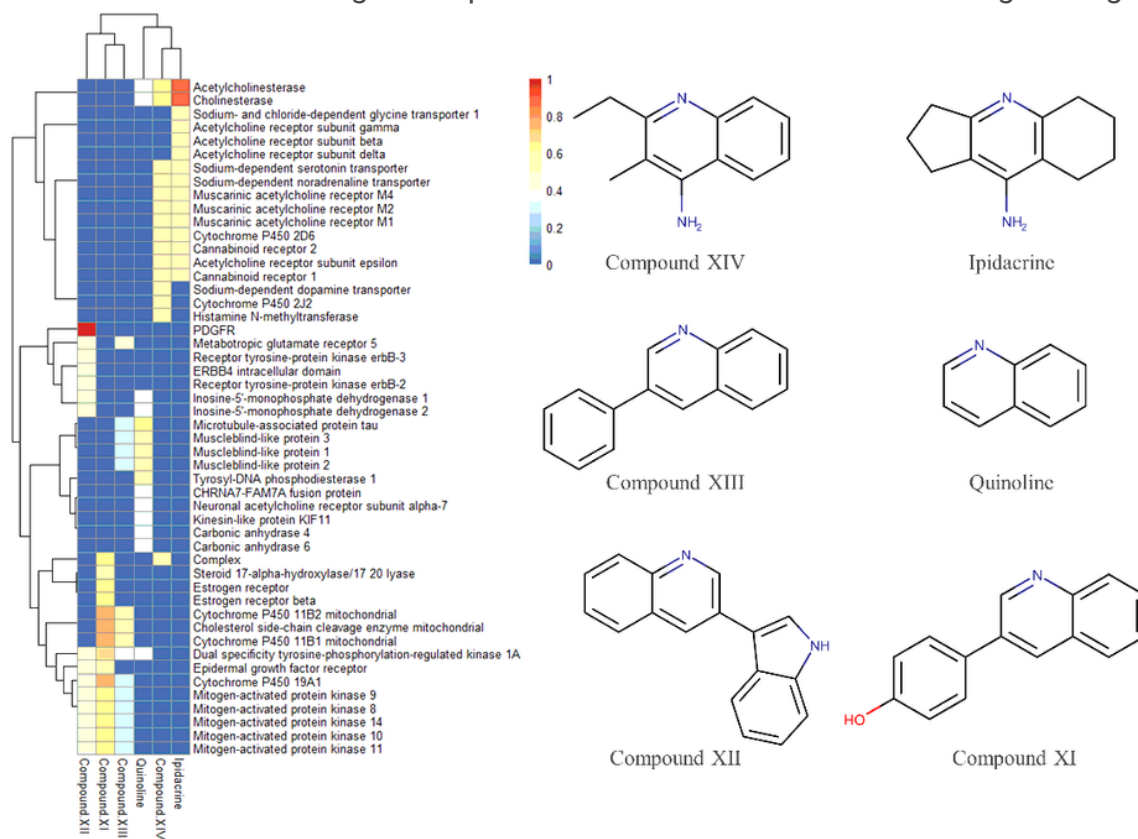 Acetylcholinesterase
Cholinesterase
Sodium- and chloride-dependent glycine transporter 1
Acetylcholine receptor subunit gamma
Acetylcholine receptor subunit beta
Acetylcholine receptor subunit delta
Sodium-dependent serotonin transporter
Sodium-dependent noradrenaline transporter
Muscarinic acetylcholine receptor M4
Muscarinic acetylcholine receptor M2
Muscarinic acetylcholine receptor M1
Cytochrome P450 2D6
Cannabinoid receptor 2
Acetylcholine receptor subunit epsilon
Cannabinoid receptor 1
Sodium-dependent dopamine transporter
Cytochrome P450 2J2
Histamine N-methyltransferase
PDGFR
Metabotropic glutamate receptor 5
Receptor tyrosine-protein kinase erbB-3
ERBB4 intracellular domain
Receptor tyrosine-protein kinase erbB-2
Inosine-5'-monophosphate dehydrogenase 1
Inosine-5'-monophosphate dehydrogenase 2
Microtubule-associated protein tau
Muscleblind-like protein 3
Muscleblind-like protein 1
Muscleblind-like protein 2
Tyrosyl-DNA phosphodiesterase 1
CHRNA7-FAM7A fusion protein
Neuronal acetylcholine receptor subunit alpha-7
Kinesin-like protein KIF11
Carbonic anhydrase 4
Carbonic anhydrase 6
Complex
Steroid 17-alpha-hydroxylase/17 20 lyase
Estrogen receptor
Estrogen receptor beta
Cytochrome P450 11B2 mitochondrial
Cholesterol side-chain cleavage enzyme mitochondrial
Cytochrome P450 11B1 mitochondrial
Dual specificity tyrosine-phosphorylation-regulated kinase 1A
Epidermal growth factor receptor
Cytochrome P450 19A1
Mitogen-activated protein kinase 9
Mitogen-activated protein kinase 8
Mitogen-activated protein kinase 14
Mitogen-activated protein kinase 10
Mitogen-activated protein kinase 11
Compound.XII
Compound.XI
Compound.XIII
Quinoline
Compound.XIV
Ipidacrine
1
0.8
0.6
0.4
0.2
0
N
NH2
Compound XIV
N
NH2
Ipidacrine
N
Compound XIII
N
Quinoline
N
NH
Compound XII
N
HO
Compound XI